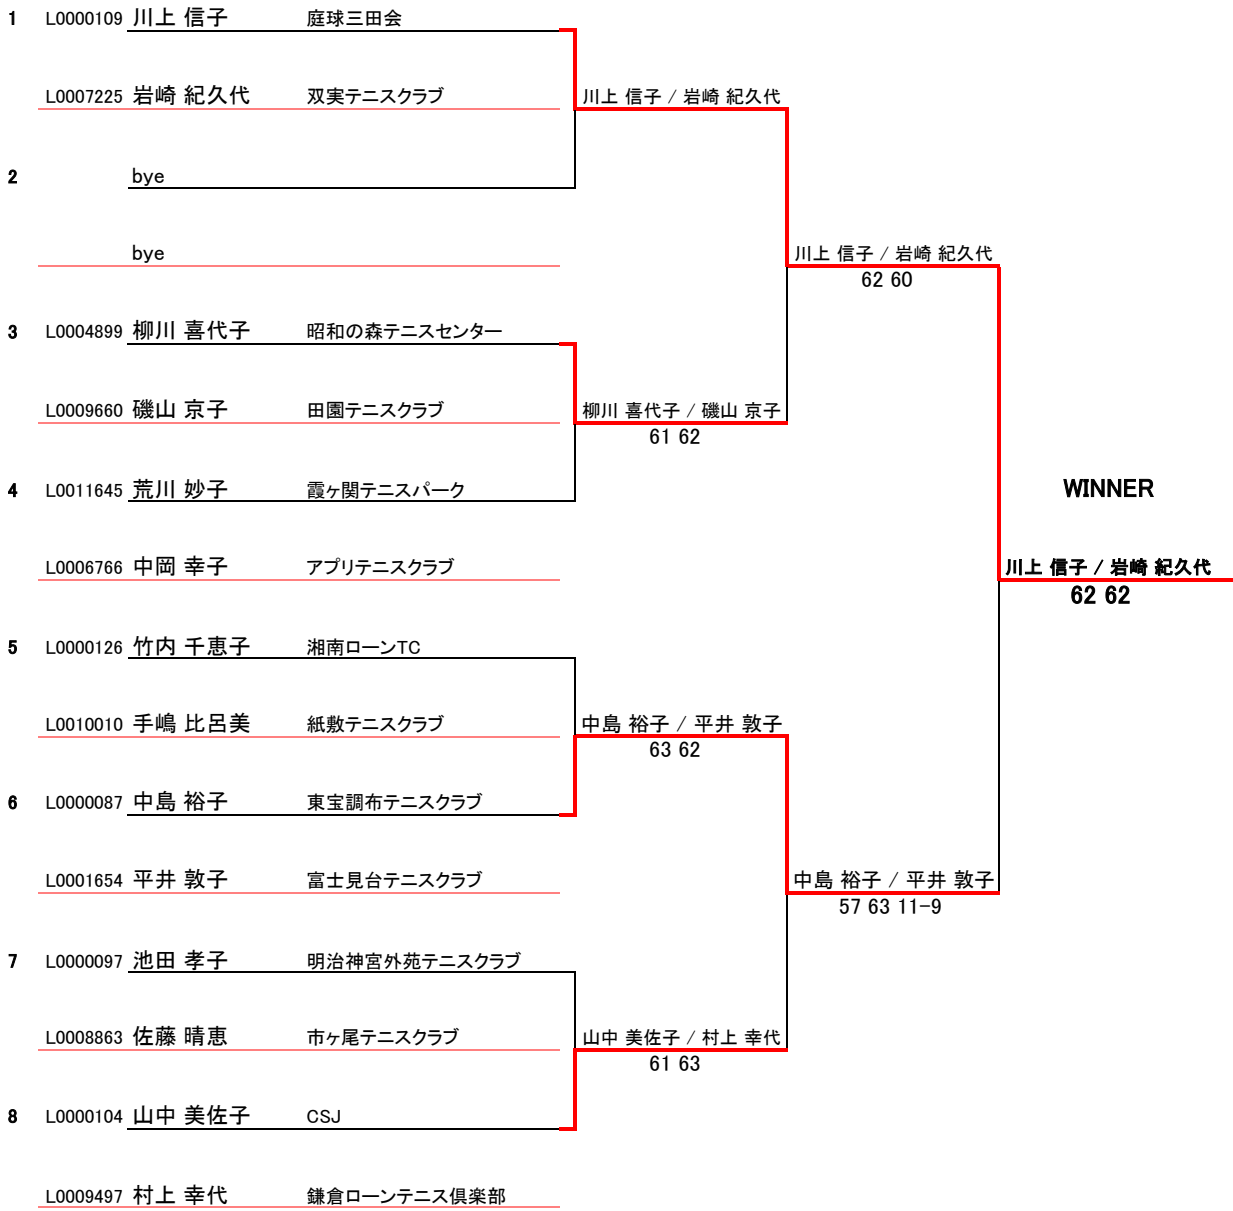 1 L0000109 川上 信子 庭球三田会
L0007225 岩崎 紀久代 双実テニスクラブ 川上 信子 / 岩崎 紀久代
2 bye
bye 川上 信子 / 岩崎 紀久代
62 60
3 L0004899 柳川 喜代子 昭和の森テニスセンター
L0009660 磯山 京子 田園テニスクラブ 柳川 喜代子 / 磯山 京子
61 62
4 L0011645 荒川 妙子 霞ヶ関テニスパーク WINNER
L0006766 中岡 幸子 アプリテニスクラブ 川上 信子 / 岩崎 紀久代
62 62
5 L0000126 竹内 千恵子 湘南ローンTC
L0010010 手嶋 比呂美 紙敷テニスクラブ 中島 裕子 / 平井 敦子
63 62
6 L0000087 中島 裕子 東宝調布テニスクラブ
L0001654 平井 敦子 富士見台テニスクラブ 中島 裕子 / 平井 敦子
57 63 11-9
7 L0000097 池田 孝子 明治神宮外苑テニスクラブ
L0008863 佐藤 晴恵 市ヶ尾テニスクラブ 山中 美佐子 / 村上 幸代
61 63
8 L0000104 山中 美佐子 CSJ
L0009497 村上 幸代 鎌倉ローンテニス倶楽部